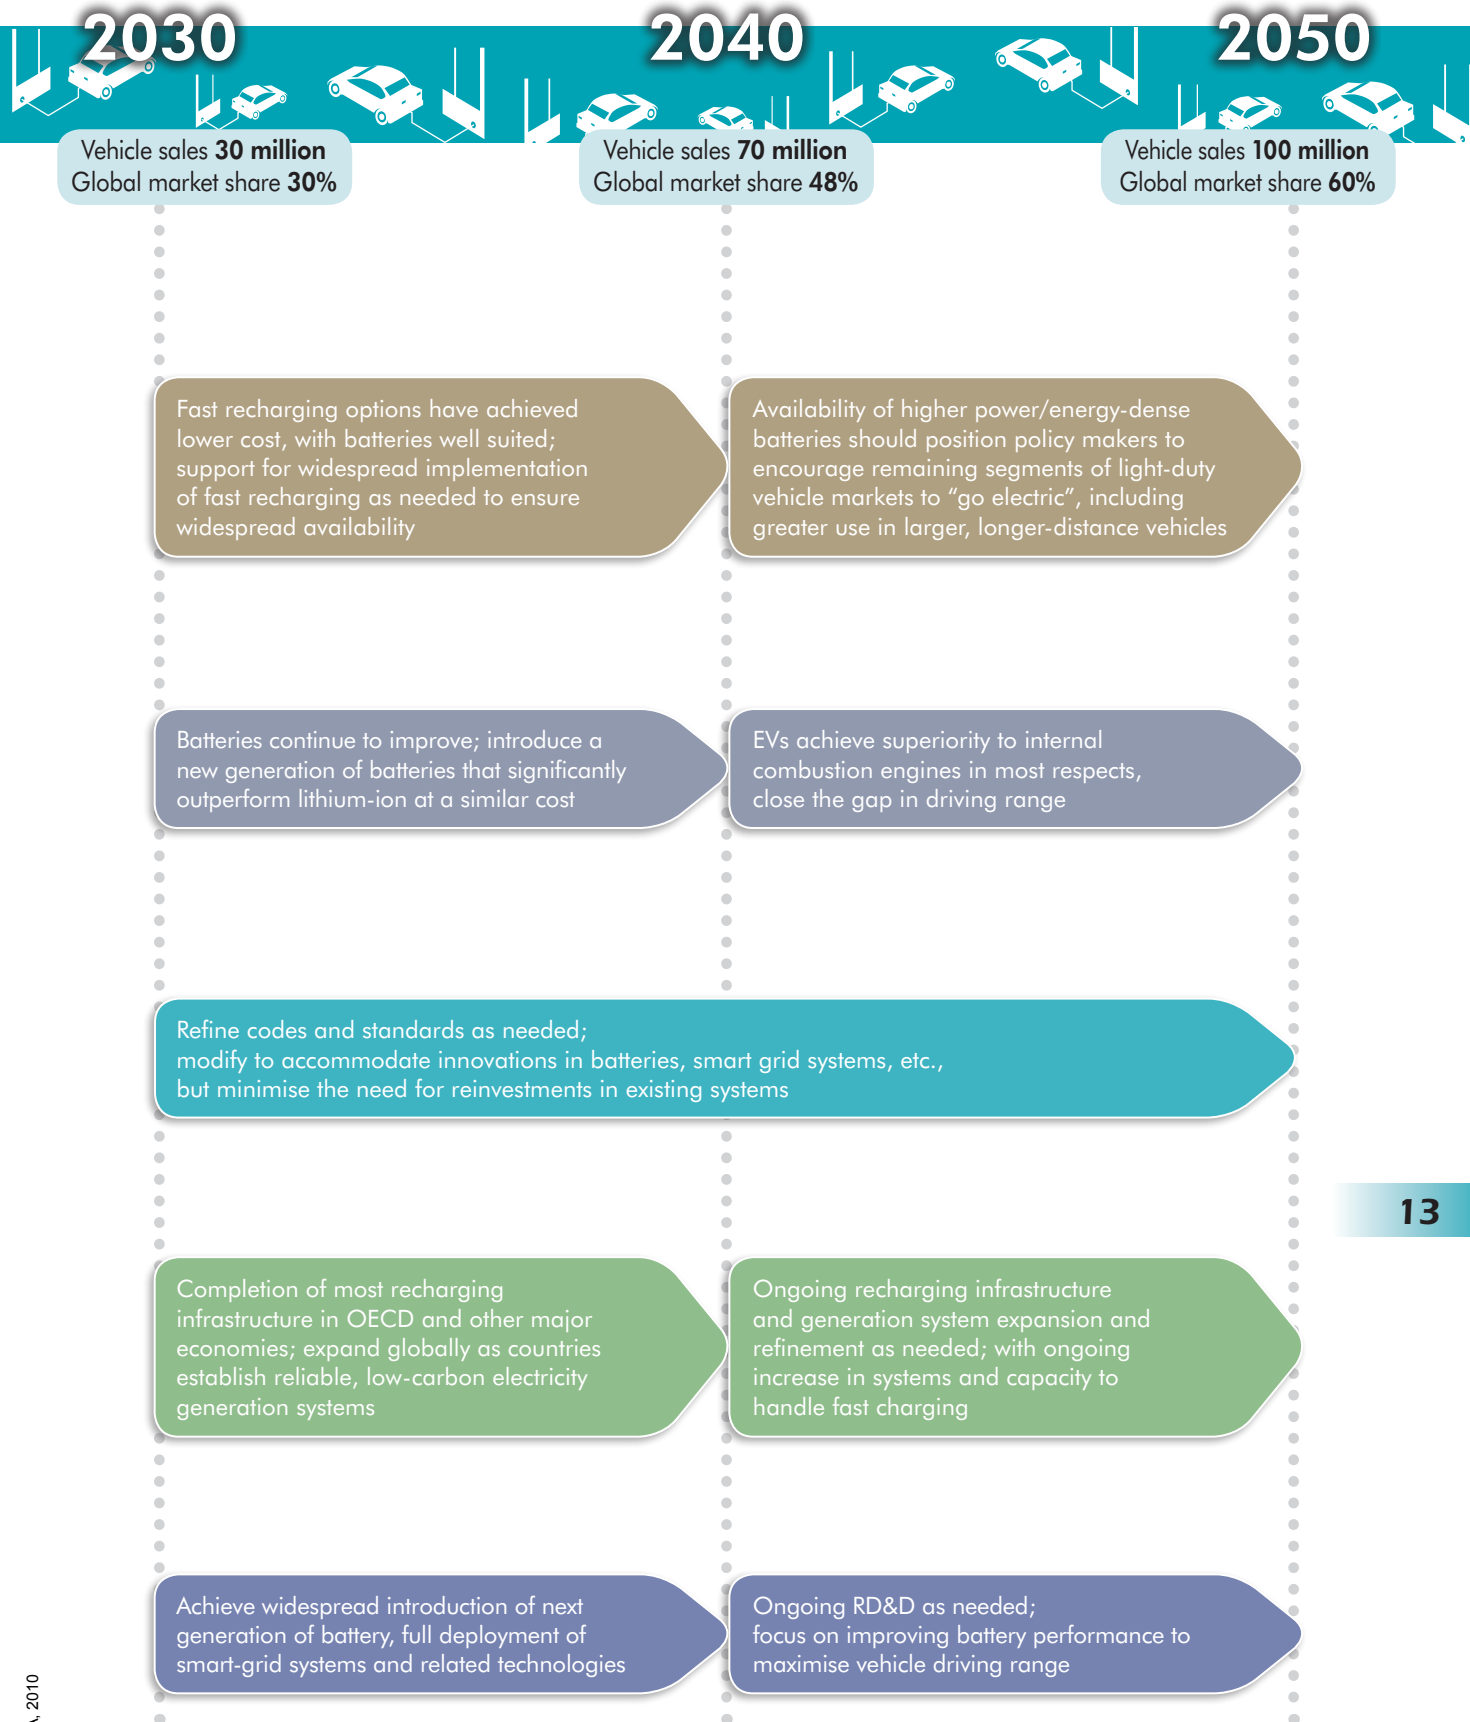 2030
2040
2050
Vehicle sales 30 million
Global market share 30%
Vehicle sales 70 million
Global market share 48%
Vehicle sales 100 million
Global market share 60%
Fast recharging options have achieved
lower cost, with batteries well suited;
support for widespread implementation
of fast recharging as needed to ensure
widespread availability
Availability of higher power/energy-dense
batteries should position policy makers to
encourage remaining segments of light-duty
vehicle markets to “go electric”, including
greater use in larger, longer-distance vehicles
Batteries continue to improve; introduce a
new generation of batteries that significantly
outperform lithium-ion at a similar cost
EVs achieve superiority to internal
combustion engines in most respects,
close the gap in driving range
Refine codes and standards as needed;
modify to accommodate innovations in batteries, smart grid systems, etc.,
but minimise the need for reinvestments in existing systems
13
Completion of most recharging
infrastructure in OECD and other major
economies; expand globally as countries
establish reliable, low-carbon electricity
generation systems
Ongoing recharging infrastructure
and generation system expansion and
refinement as needed; with ongoing
increase in systems and capacity to
handle fast charging
Achieve widespread introduction of next
generation of battery, full deployment of
smart-grid systems and related technologies
Ongoing RD&D as needed;
focus on improving battery performance to
maximise vehicle driving range
2010